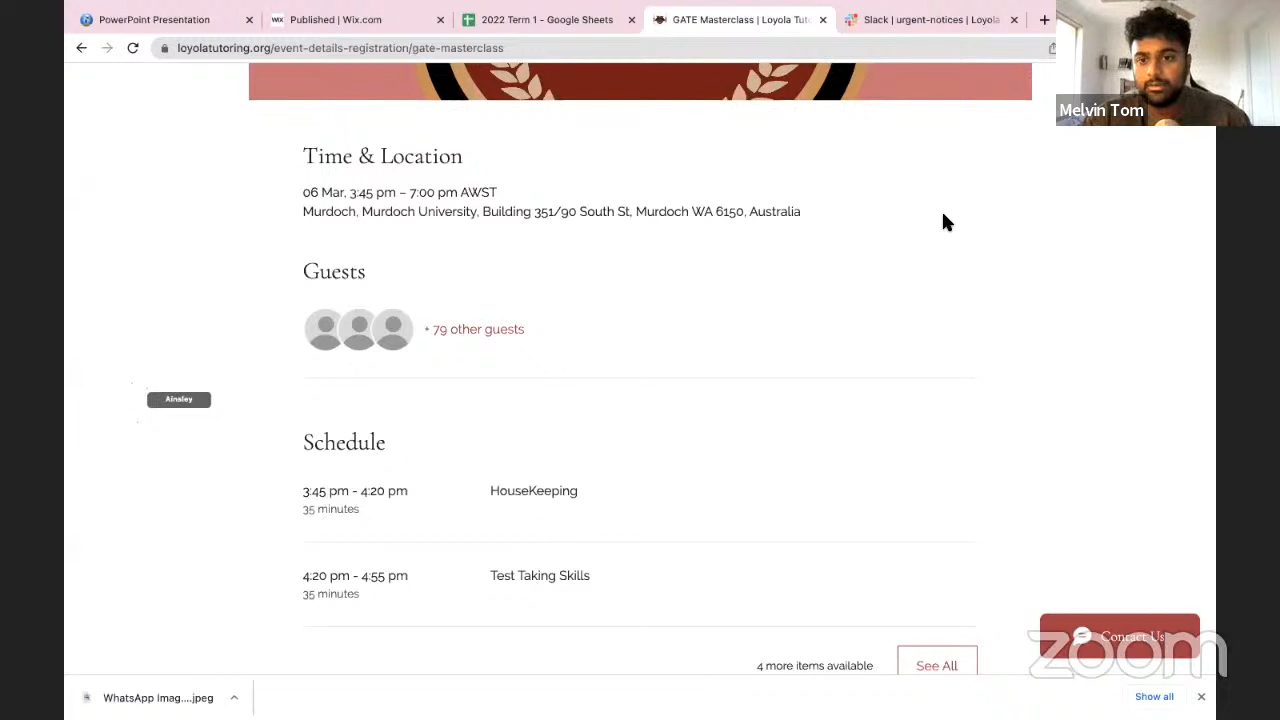 PowerPoint Presentation
WiX Published | Wix.com
2022 Term 1 - Google Sheets
GATE Masterclass | Loyola Tut
Slack | urgent-notices | Loyola
loyolatutoring.org/event-details-registration/gate-masterclass
Melvin Tom
Time & Location
06 Mar, 3:45 pm – 7:00 pm AWST
Murdoch, Murdoch University, Building 351/90 South St, Murdoch WA 6150, Australia
Guests
+ 79 other guests
Ainsley
Schedule
3:45 pm - 4:20 pm HouseKeeping
35 minutes
4:20 pm - 4:55 pm Test Taking Skills
35 minutes
Contact Us
zoom
4 more items available See All
WhatsApp Imag....jpeg
Show all